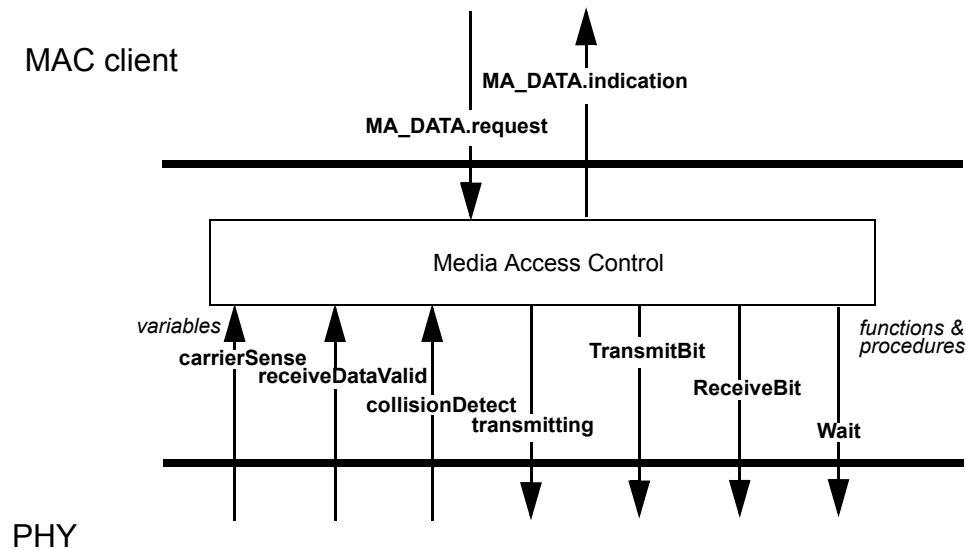 MAC client
MA_DATA.indication
MA_DATA.request
Media Access Control
variables
functions &
procedures
carrierSense
receiveDataValid
collisionDetect
transmitting
TransmitBit
ReceiveBit
Wait
PHY